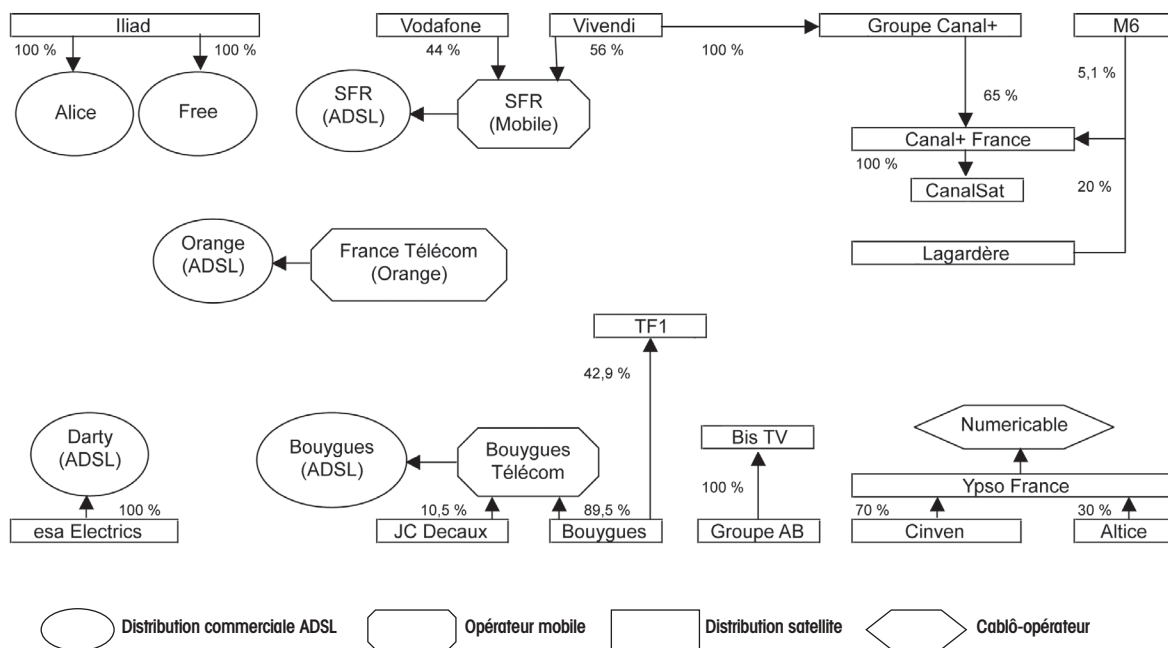 Iliad
100 %
100 %
Alice
Free
Vodafone
44 %
Vivendi
56 %
100 %
SFR
(ADSL)
SFR
(Mobile)
Groupe Canal+
65 %
M6
5,1 %
Canal+ France
100 %
CanalSat
20 %
Lagardère
Orange
(ADSL)
France Télécom
(Orange)
TF1
42,9 %
Darty
(ADSL)
100 %
esa Electrics
Bouygues
(ADSL)
Bouygues
Télécom
10,5 %
89,5 %
JC Decaux
Bouygues
Bis TV
100 %
Groupe AB
Numericable
Ypso France
70 %
30 %
Cinven
Altice
Distribution commerciale ADSL
Opérateur mobile
Distribution satellite
Cablô-opérateur